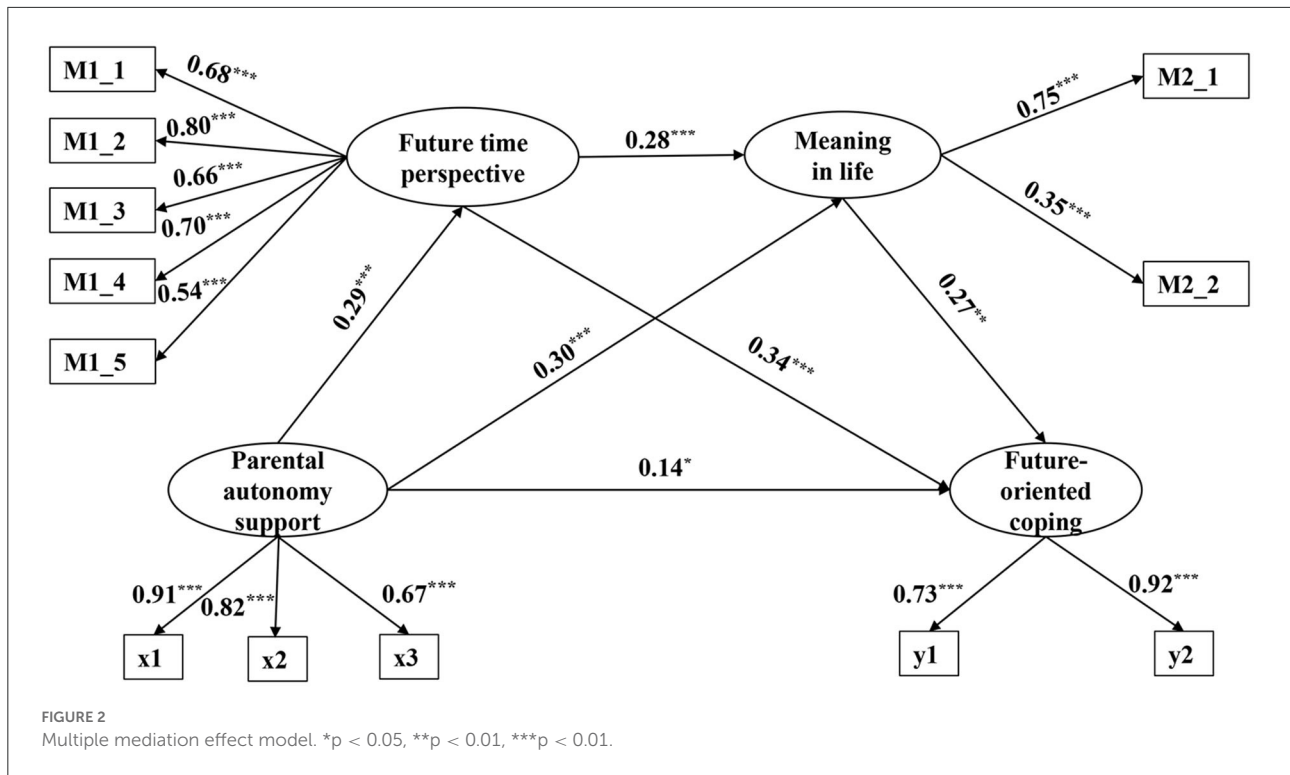 M1_1
0.68***
M1_2
0.80***
M1_3
0.66***
M1_4
0.70***
M1_5
0.54***
Future time
perspective
0.28***
Meaning
in life
0.75***
M2_1
0.35***
M2_2
0.29***
0.30***
0.34***
0.27**
Parental
autonomy
support
0.14*
Future-
oriented
coping
0.91***
0.82***
0.67***
x1
x2
x3
0.73***
0.92***
y1
y2
FIGURE 2
Multiple mediation effect model. *p < 0.05, **p < 0.01, ***p < 0.01.